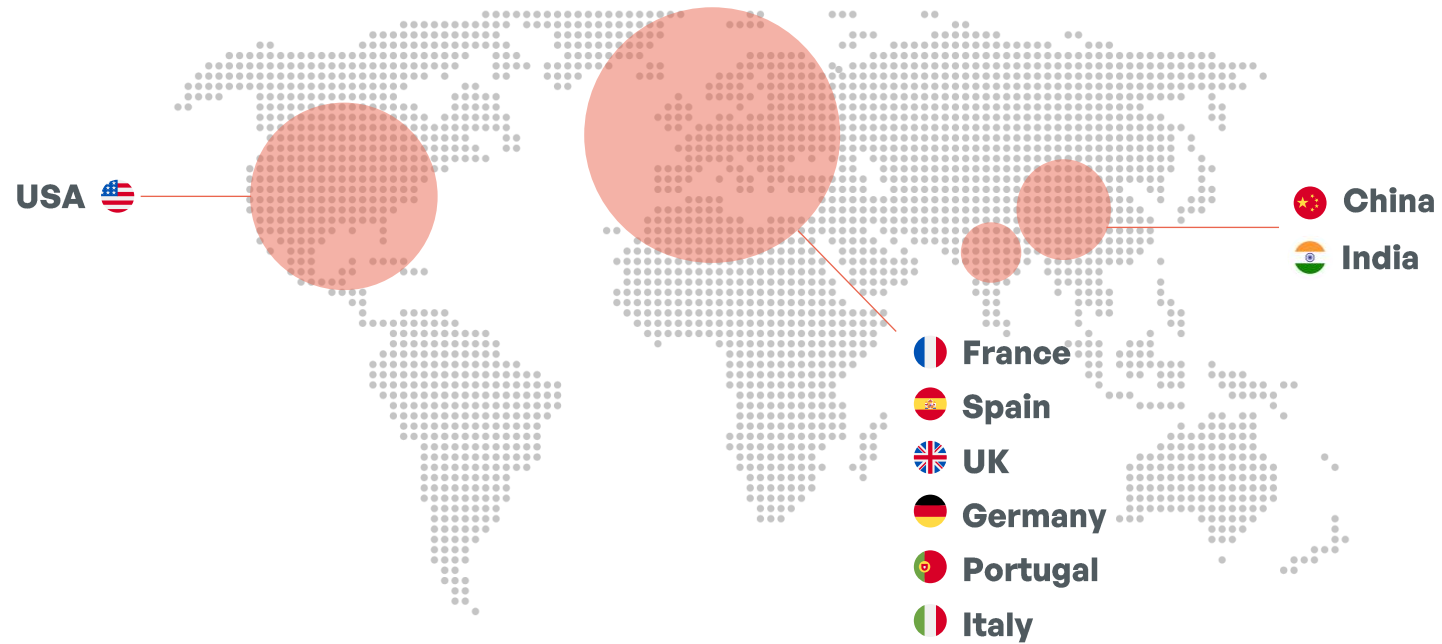 USA
China
India
France
Spain
UK
Germany
Portugal
Italy